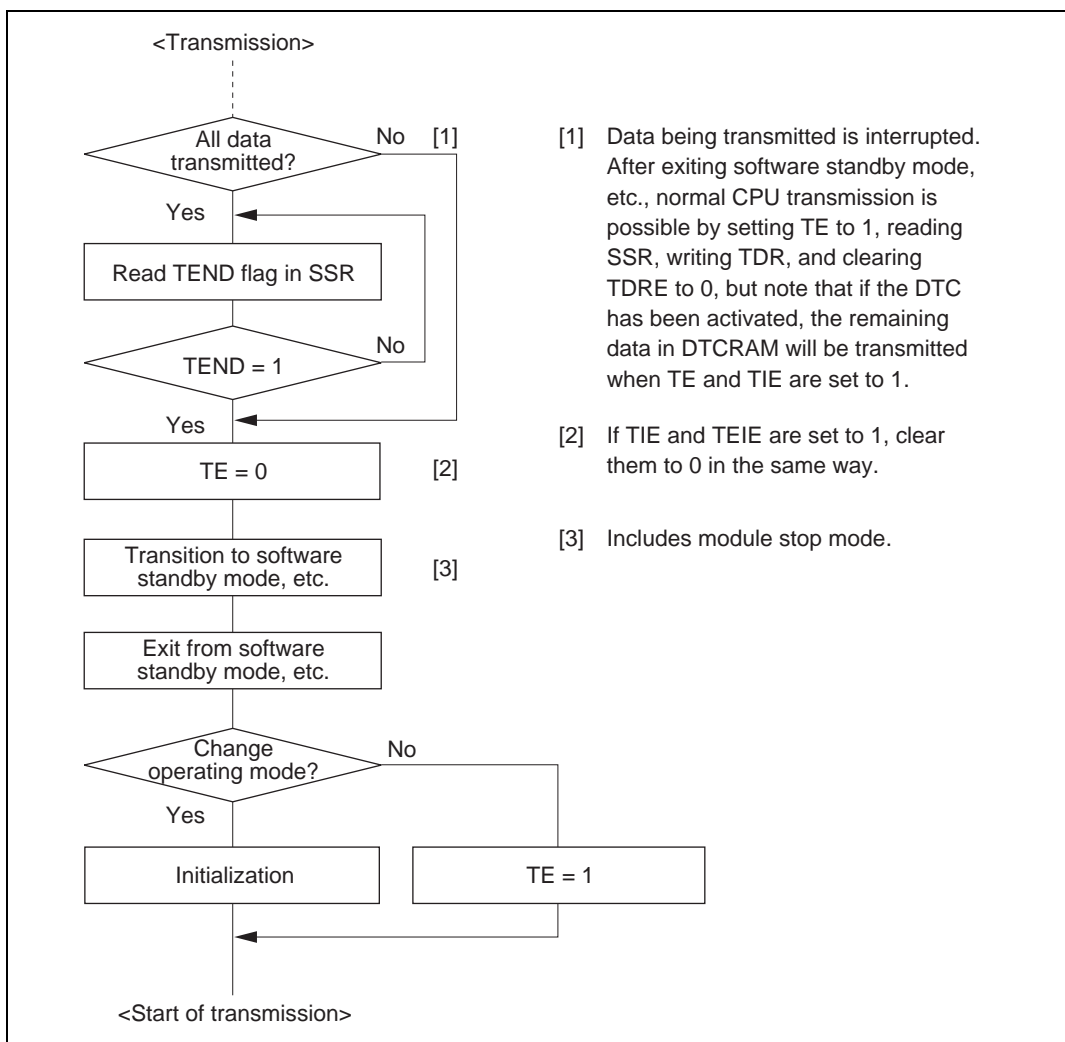 <Transmission>
All data
transmitted?
No
[1]
Yes
Read TEND flag in SSR
TEND = 1
No
Yes
TE = 0
[2]
Transition to software
standby mode, etc.
[3]
Exit from software
standby mode, etc.
Change
operating mode?
No
Yes
Initialization
TE = 1
<Start of transmission>
[1] Data being transmitted is interrupted.
After exiting software standby mode,
etc., normal CPU transmission is
possible by setting TE to 1, reading
SSR, writing TDR, and clearing
TDRE to 0, but note that if the DTC
has been activated, the remaining
data in DTCRAM will be transmitted
when TE and TIE are set to 1.
[2] If TIE and TEIE are set to 1, clear
them to 0 in the same way.
[3] Includes module stop mode.